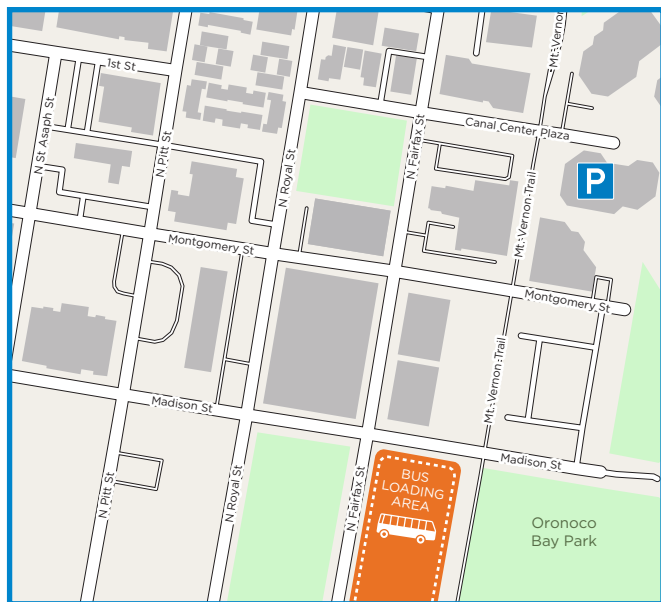 Mt. Vernon
1st St
N St Asaph St
N Pitt St
N Royal St
N Fairfax St
Canal Center Plaza
P
Mt. Vernon Trail
Montgomery St
Montgomery St
Mt. Vernon Trail
Madison St
Madison St
N Pitt St
N Royal St
N Fairfax St
BUS
LOADING
AREA
Oronoco
Bay Park